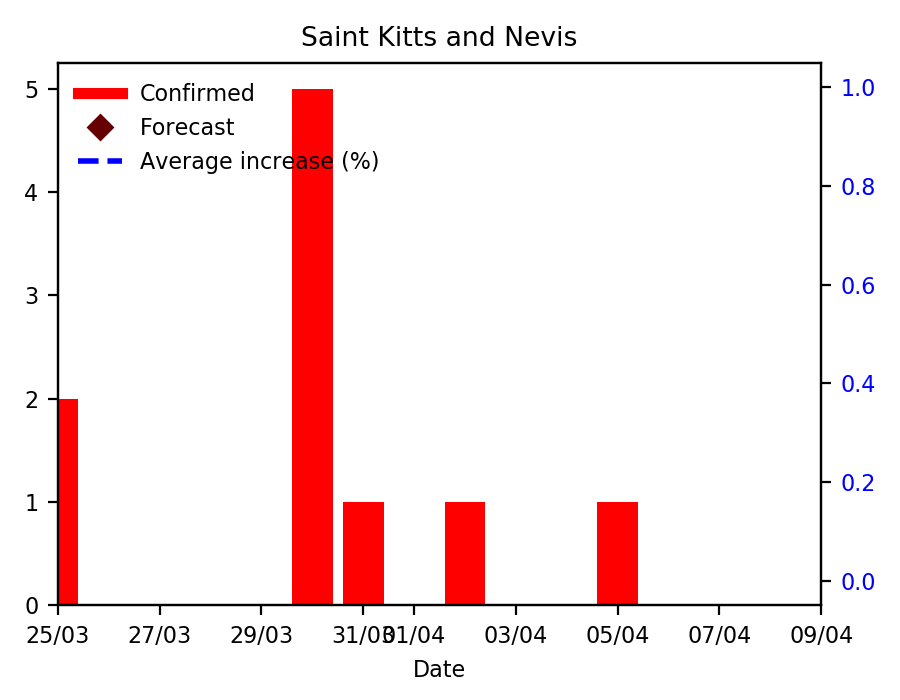 Saint Kitts and Nevis
Confirmed
Forecast
Average increase (%)
5
4
3
2
1
0
1.0
0.8
0.6
0.4
0.2
0.0
25/03 27/03 29/03 31/03 01/04 03/04 05/04 07/04 09/04
Date